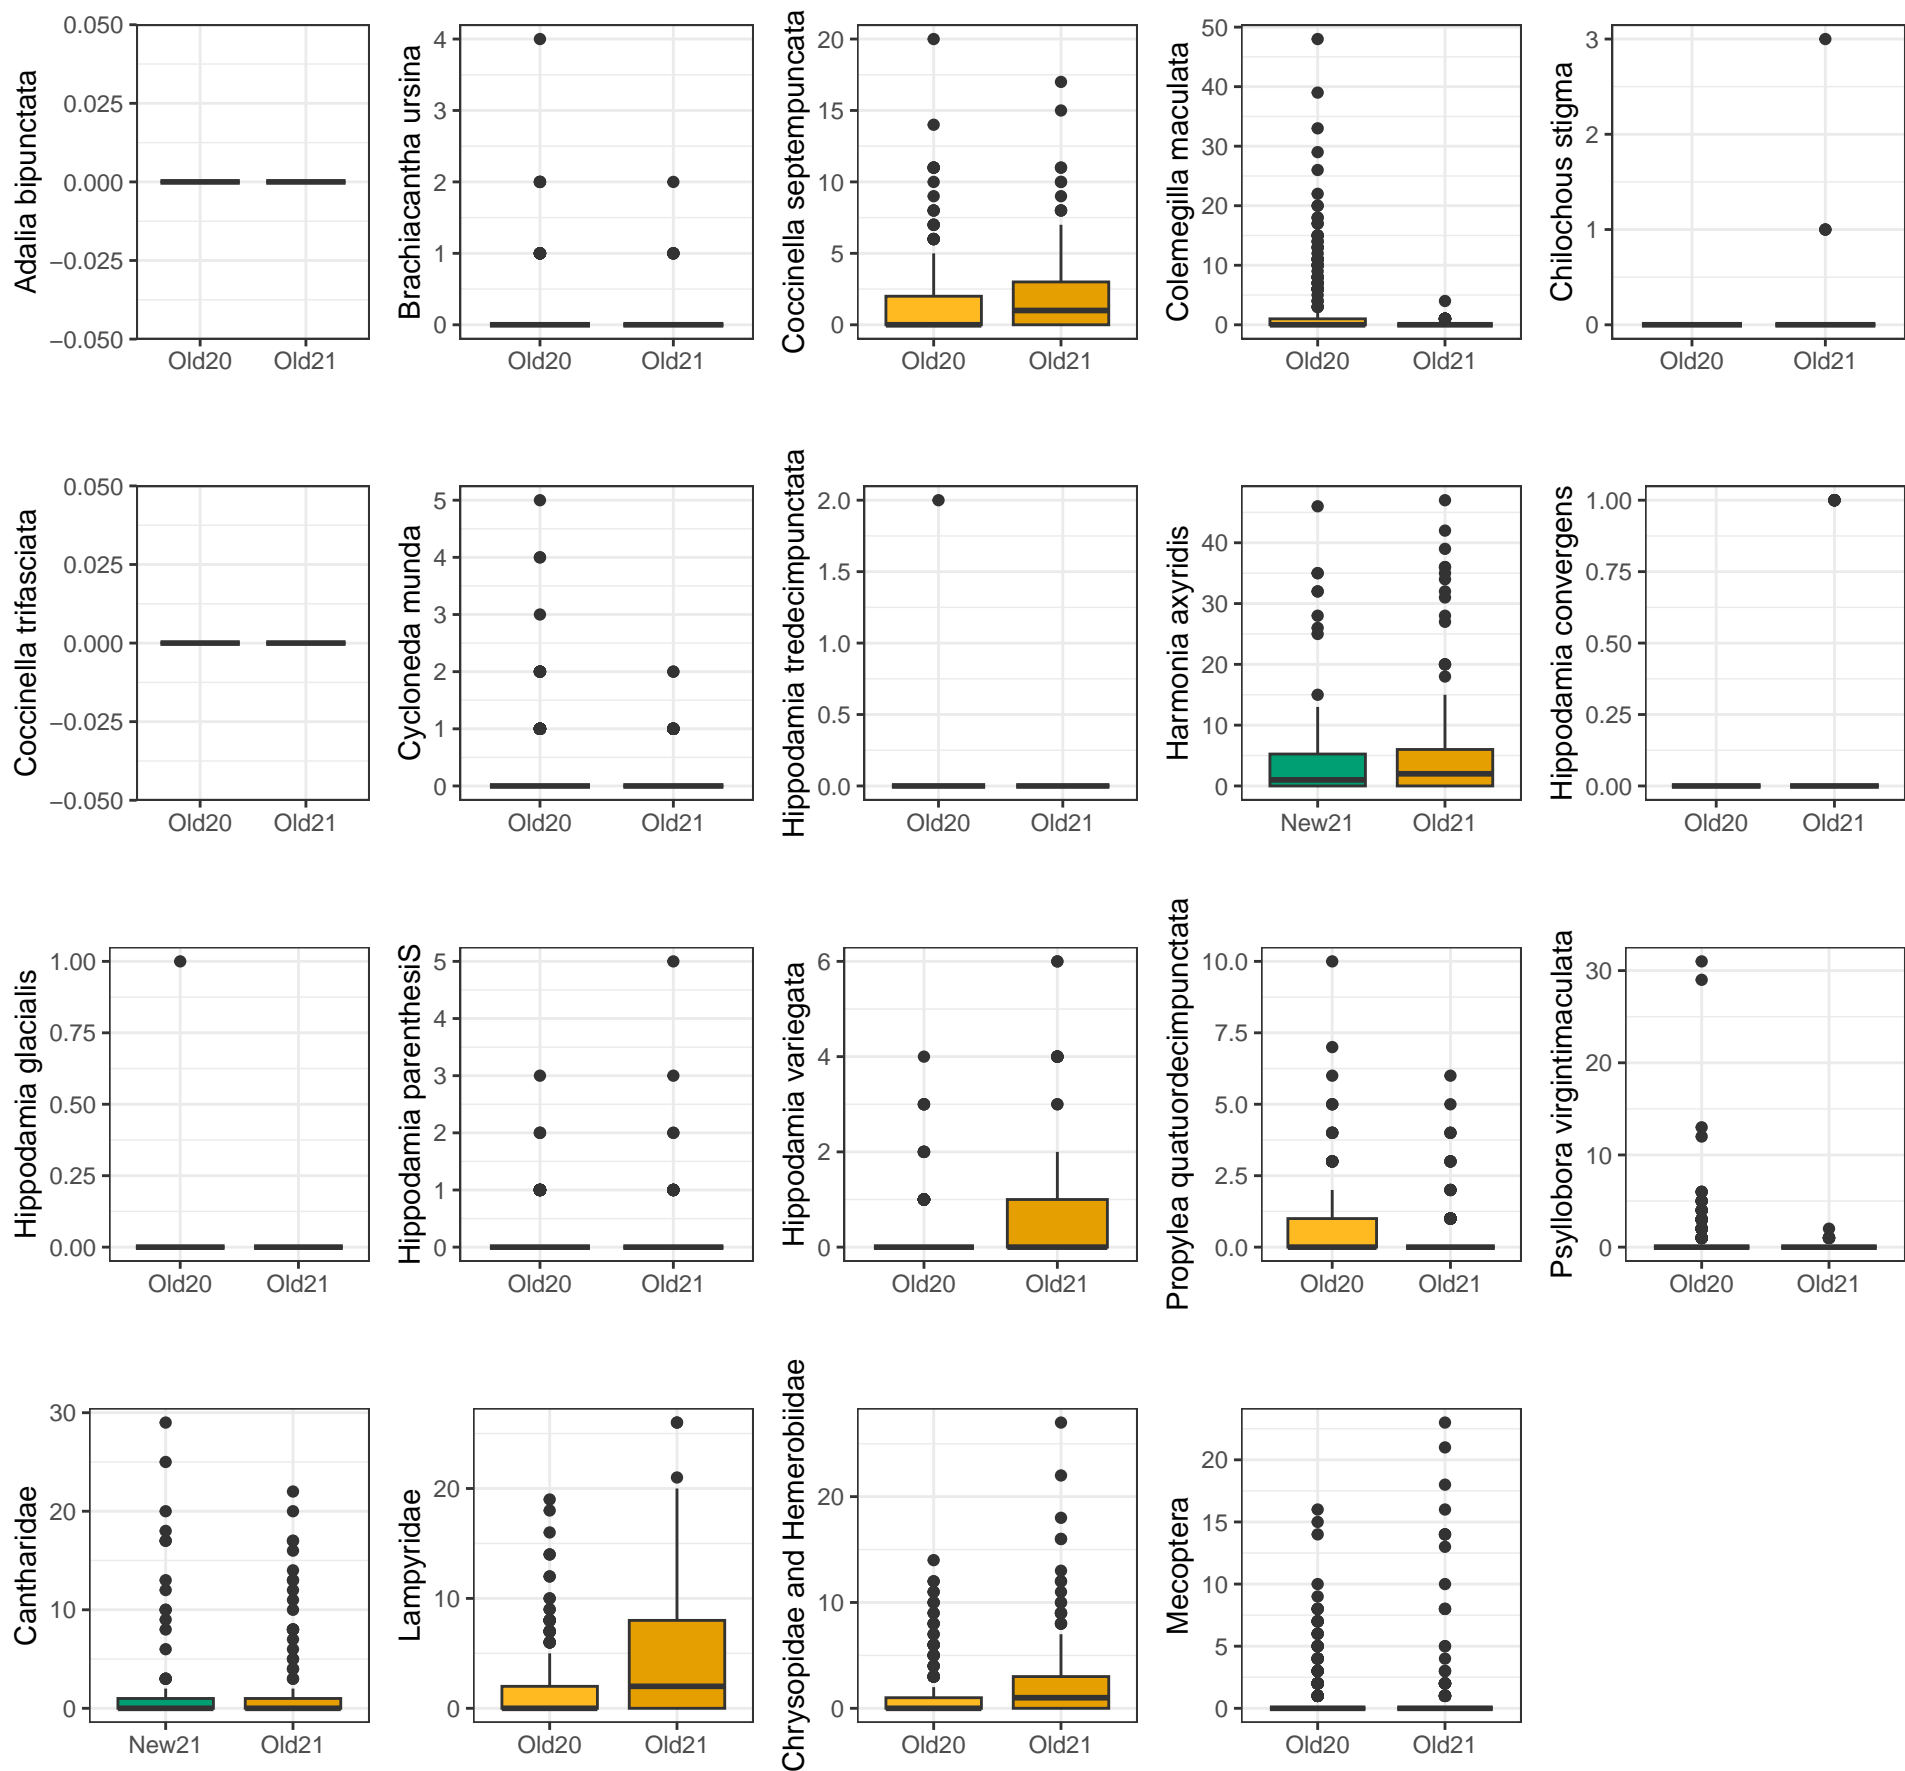 Adalia bipunctata
0.050
0.025
0.000
−0.025
−0.050
Old20 Old21
Brachiacantha ursina
4
3
2
1
0
Old20 Old21
Coccinella septempuncata
20
15
10
5
0
Old20 Old21
Colemegilla maculata
50
40
30
20
10
0
Old20 Old21
Chilochous stigma
3
2
1
0
Old20 Old21
Coccinella trifasciata
0.050
0.025
0.000
−0.025
−0.050
Old20 Old21
Cycloneda munda
5
4
3
2
1
0
Old20 Old21
Hippodamia tredecimpunctata
2.0
1.5
1.0
0.5
0.0
Old20 Old21
Harmonia axyridis
40
30
20
10
0
New21 Old21
Hippodamia convergens
1.00
0.75
0.50
0.25
0.00
Old20 Old21
Hippodamia glacialis
1.00
0.75
0.50
0.25
0.00
Old20 Old21
Hippodamia parenthesiS
5
4
3
2
1
0
Old20 Old21
Hippodamia variegata
6
4
2
0
Old20 Old21
Propylea quatuordecimpunctata
10.0
7.5
5.0
2.5
0.0
Old20 Old21
Psyllobora virgintimaculata
30
20
10
0
Old20 Old21
Cantharidae
30
20
10
0
New21 Old21
Lampyridae
20
10
0
Old20 Old21
Chrysopidae and Hemerobiidae
20
10
0
Old20 Old21
Mecoptera
20
15
10
5
0
Old20 Old21